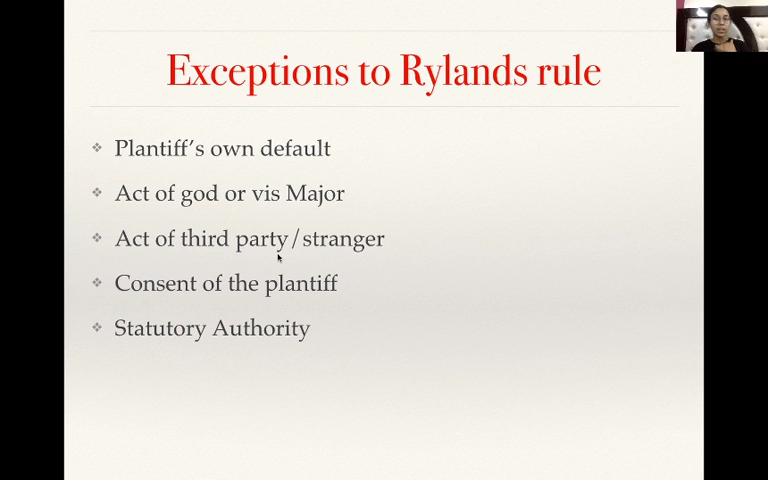 Exceptions to Rylands rule
Plantiff's own default
Act of god or vis Major
Act of third party/stranger
Consent of the plantiff
Statutory Authority